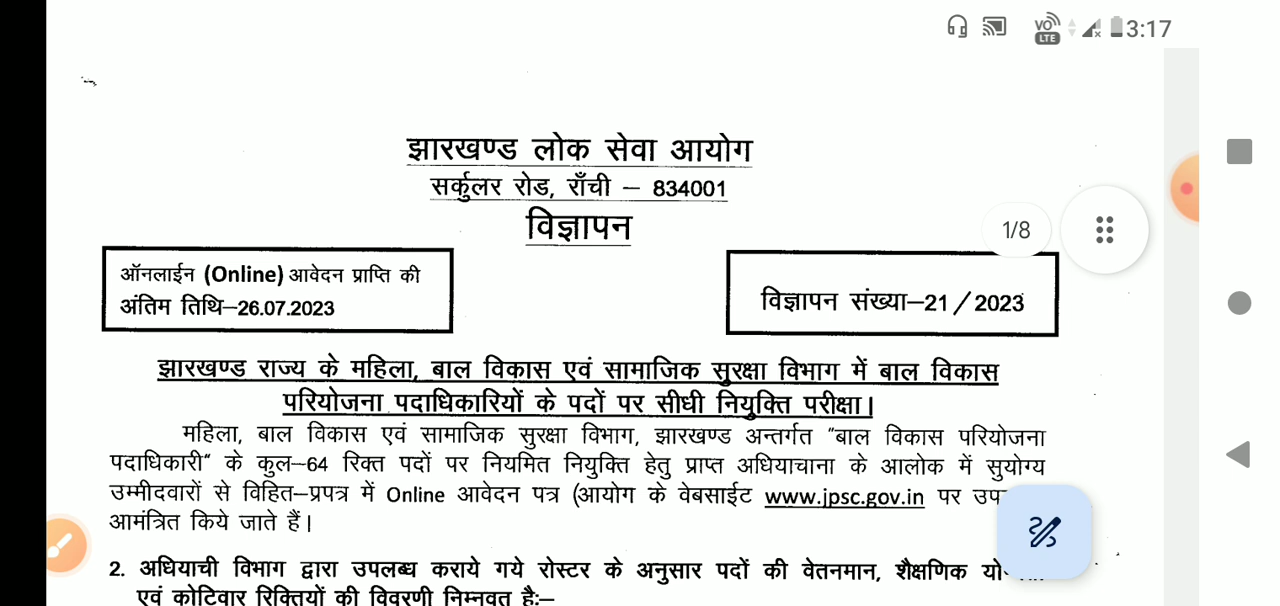 VO LTE 3:17
झारखण्ड लोक सेवा आयोग
सर्कुलर रोड, राँची – 834001
विज्ञापन
1/8
ऑनलाईन (Online) आवेदन प्राप्ति की
अंतिम तिथि–26.07.2023
विज्ञापन संख्या–21 / 2023
झारखण्ड राज्य के महिला, बाल विकास एवं सामाजिक सुरक्षा विभाग में बाल विकास
परियोजना पदाधिकारियों के पदों पर सीधी नियुक्ति परीक्षा।
महिला, बाल विकास एवं सामाजिक सुरक्षा विभाग, झारखण्ड अन्तर्गत "बाल विकास परियोजना
पदाधिकारी" के कुल–64 रिक्त पदों पर नियमित नियुक्ति हेतु प्राप्त अधियाचाना के आलोक में सुयोग्य
उम्मीदवारों से विहित–प्रपत्र में Online आवेदन पत्र (आयोग के वेबसाईट www.jpsc.gov.in पर
आमंत्रित किये जाते हैं।
2. अधियाची विभाग द्वारा उपलब्ध कराये गये रोस्टर के अनुसार पदों की वेतनमान, शैक्षणिक
एवं कोटिवार रिक्तियों की विवरणी निम्नवत् है:–